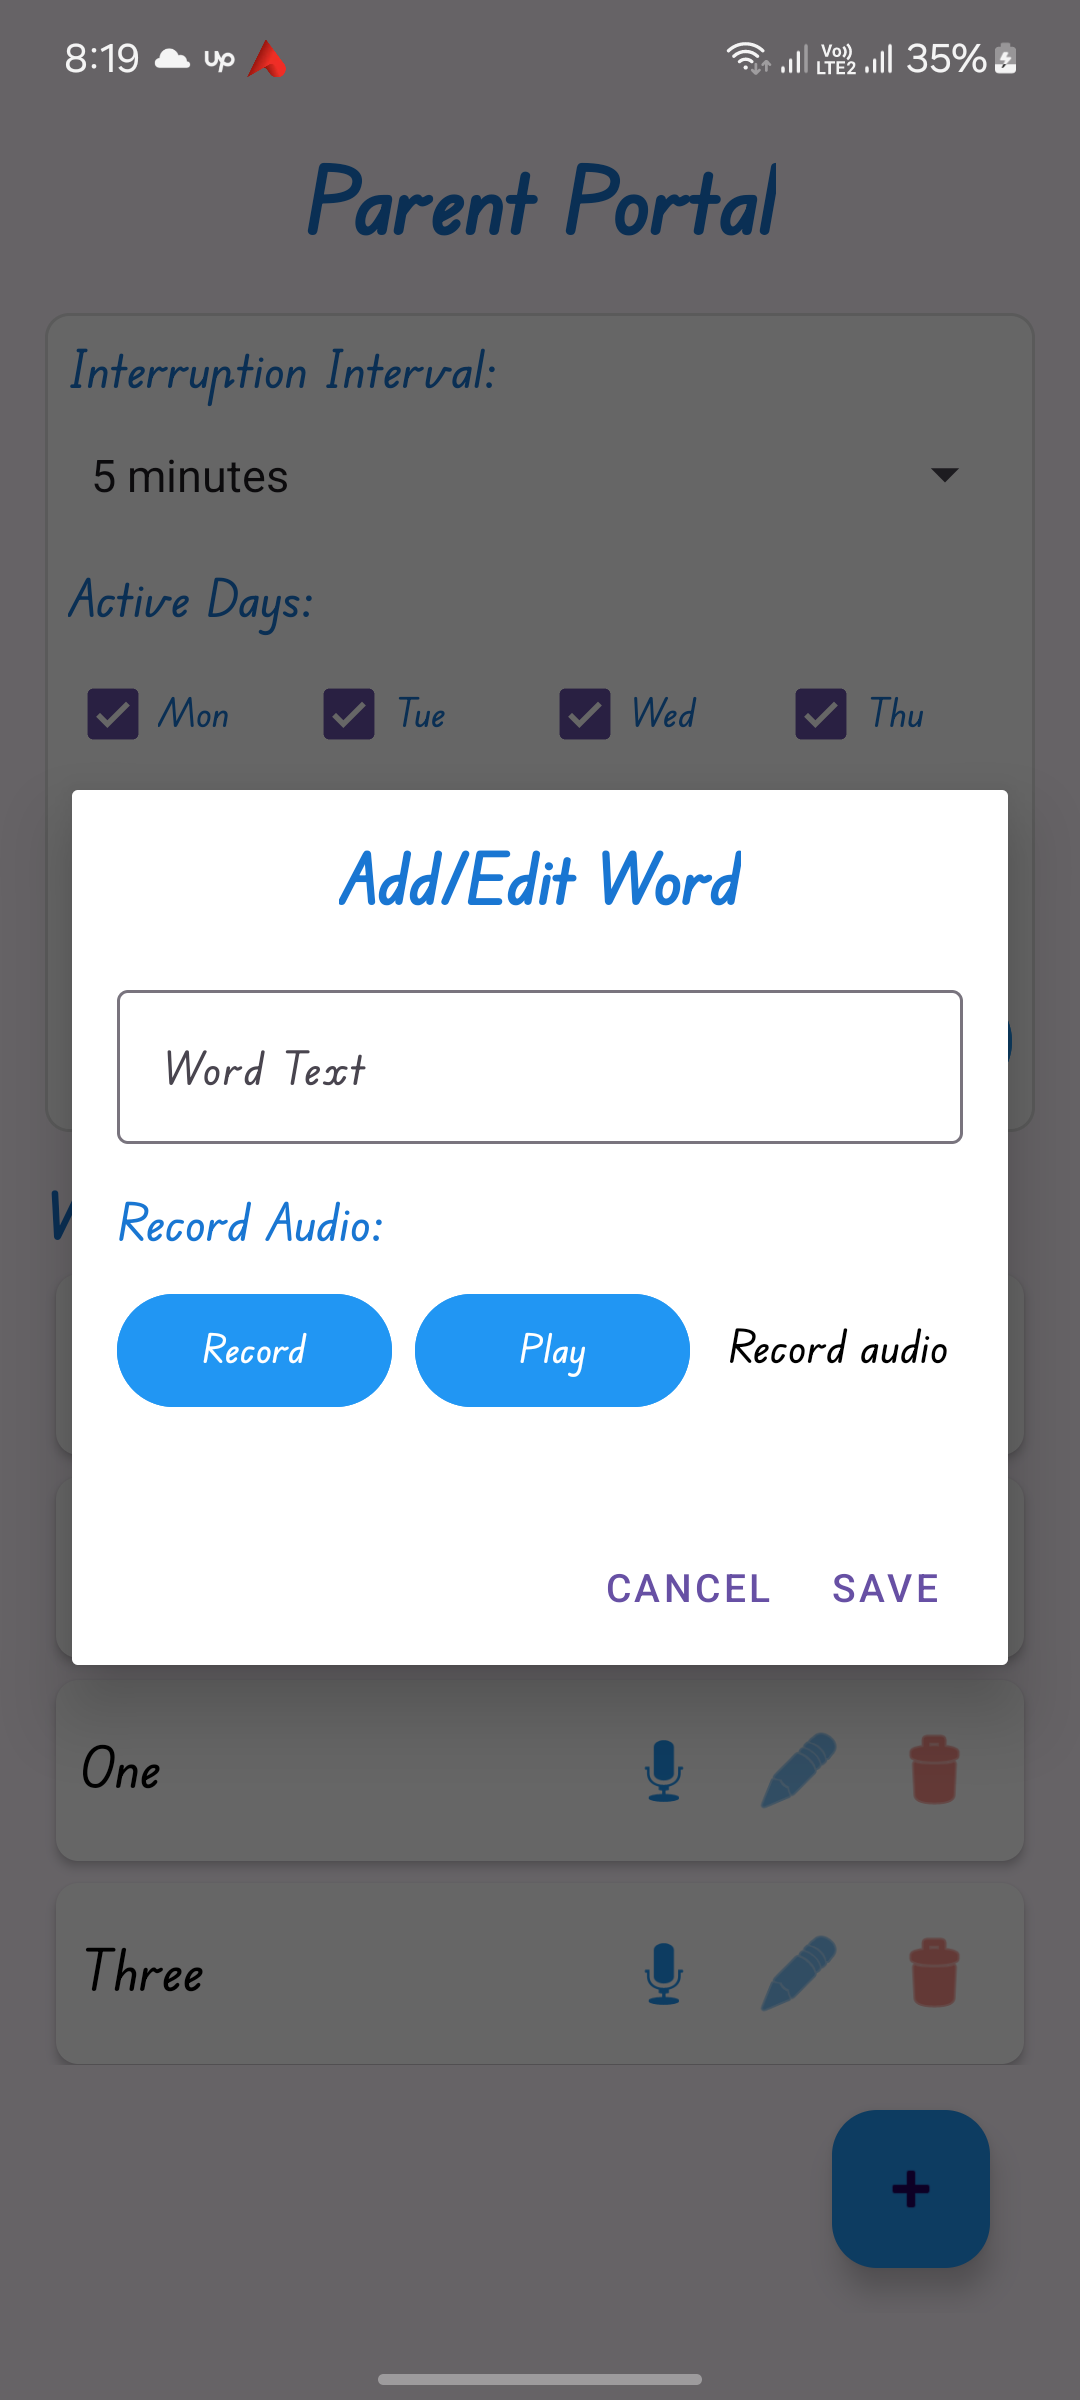 8:19 up Vo)) LTE2 35%
Parent Portal
Interruption Interval:
5 minutes
Active Days:
Mon Tue Wed Thu
Add/Edit Word
Word Text
Record Audio:
Record Play Record audio
CANCEL SAVE
One
Three